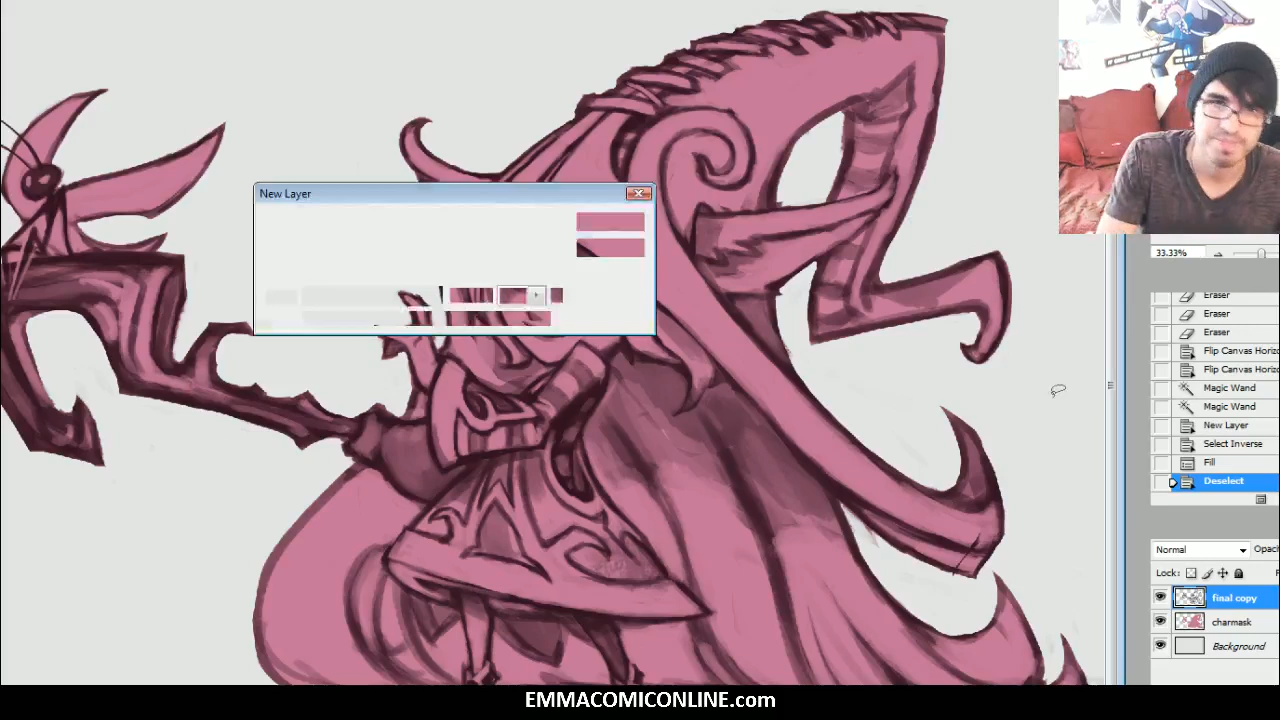 New Layer
33.33%
Eraser
Eraser
Eraser
Flip Canvas Horiz
Flip Canvas Horiz
Magic Wand
Magic Wand
New Layer
Select Inverse
Fill
Deselect
Normal Opac
Lock:
final copy
charmask
Background
EMMACOMICONLINE.com